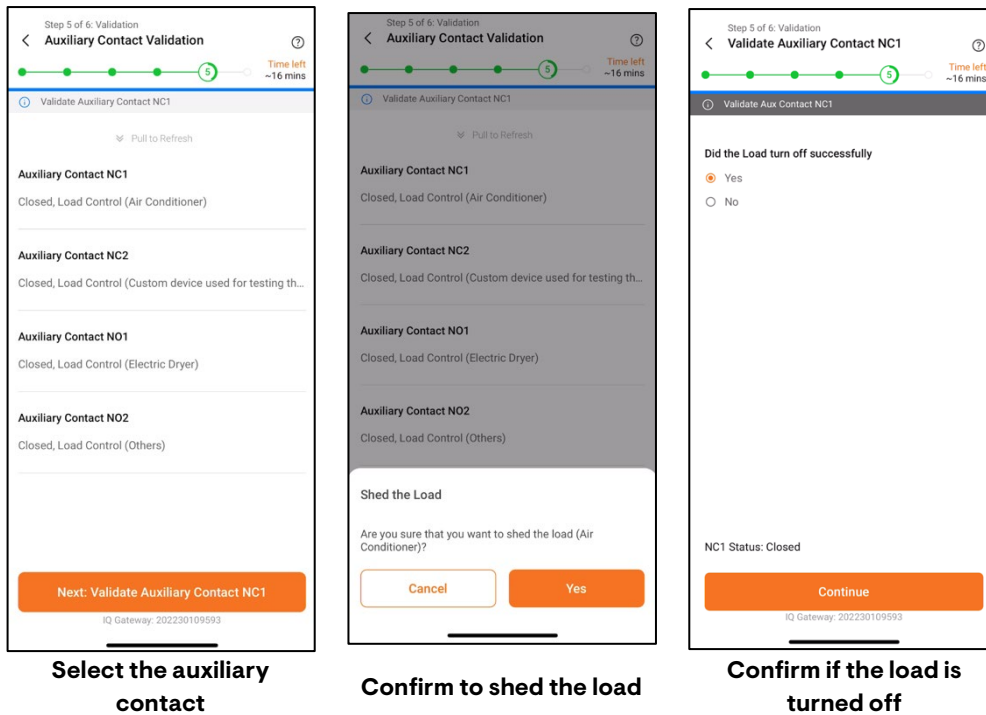 Step 5 of 6: Validation
Auxiliary Contact Validation
5
Time left
~16 mins
Validate Auxiliary Contact NC1
Pull to Refresh
Auxiliary Contact NC1
Closed, Load Control (Air Conditioner)
Auxiliary Contact NC2
Closed, Load Control (Custom device used for testing th...
Auxiliary Contact NO1
Closed, Load Control (Electric Dryer)
Auxiliary Contact NO2
Closed, Load Control (Others)
Next: Validate Auxiliary Contact NC1
IQ Gateway: 202230109593
Select the auxiliary
contact
Step 5 of 6: Validation
Auxiliary Contact Validation
5
Time left
~16 mins
Validate Auxiliary Contact NC1
Pull to Refresh
Auxiliary Contact NC1
Closed, Load Control (Air Conditioner)
Auxiliary Contact NC2
Closed, Load Control (Custom device used for testing th...
Auxiliary Contact NO1
Closed, Load Control (Electric Dryer)
Auxiliary Contact NO2
Closed, Load Control (Others)
Shed the Load
Are you sure that you want to shed the load (Air
Conditioner)?
Cancel
Yes
Confirm to shed the load
Step 5 of 6: Validation
Validate Auxiliary Contact NC1
5
Time left
~16 mins
Validate Aux Contact NC1
Did the Load turn off successfully
Yes
No
NC1 Status: Closed
Continue
IQ Gateway: 202230109593
Confirm if the load is
turned off